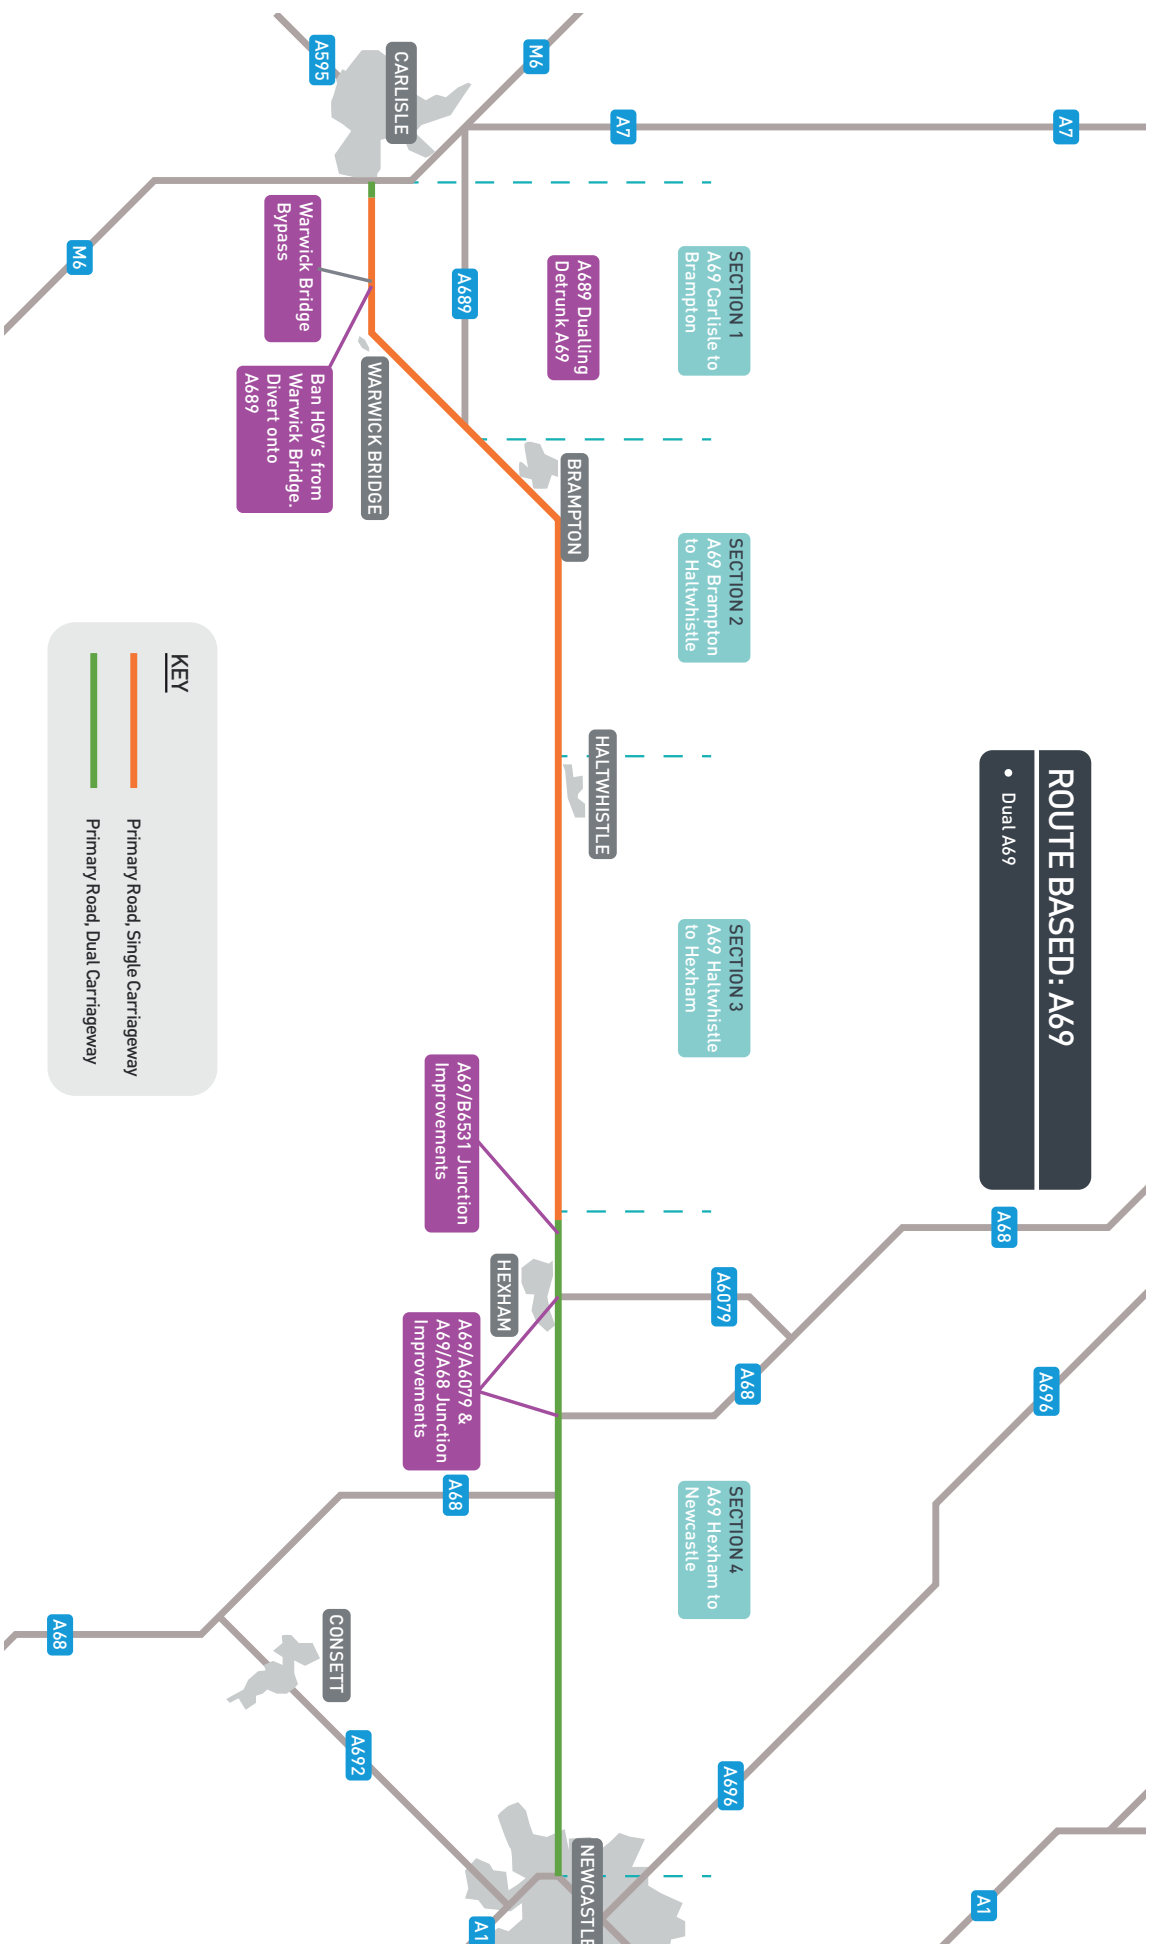 ROUTE BASED: A69
• Dual A69
A7
A7
M6
A595
CARLISLE
M6
A689
SECTION 1
A69 Carlisle to
Brampton
A689 Dualling
Detrunk A69
Warwick Bridge
Bypass
Ban HGV's from
Warwick Bridge.
Divert onto
A689
WARWICK BRIDGE
BRAMPTON
SECTION 2
A69 Brampton
to Haltwhistle
HALTWHISTLE
SECTION 3
A69 Haltwhistle
to Hexham
A69/B6531 Junction
Improvements
HEXHAM
A69/A6079 &
A69/A68 Junction
Improvements
A68
A6079
A68
A696
A68
SECTION 4
A69 Hexham to
Newcastle
A68
CONSETT
A692
A696
NEWCASTLE
A1
A1
KEY
Primary Road, Single Carriageway
Primary Road, Dual Carriageway